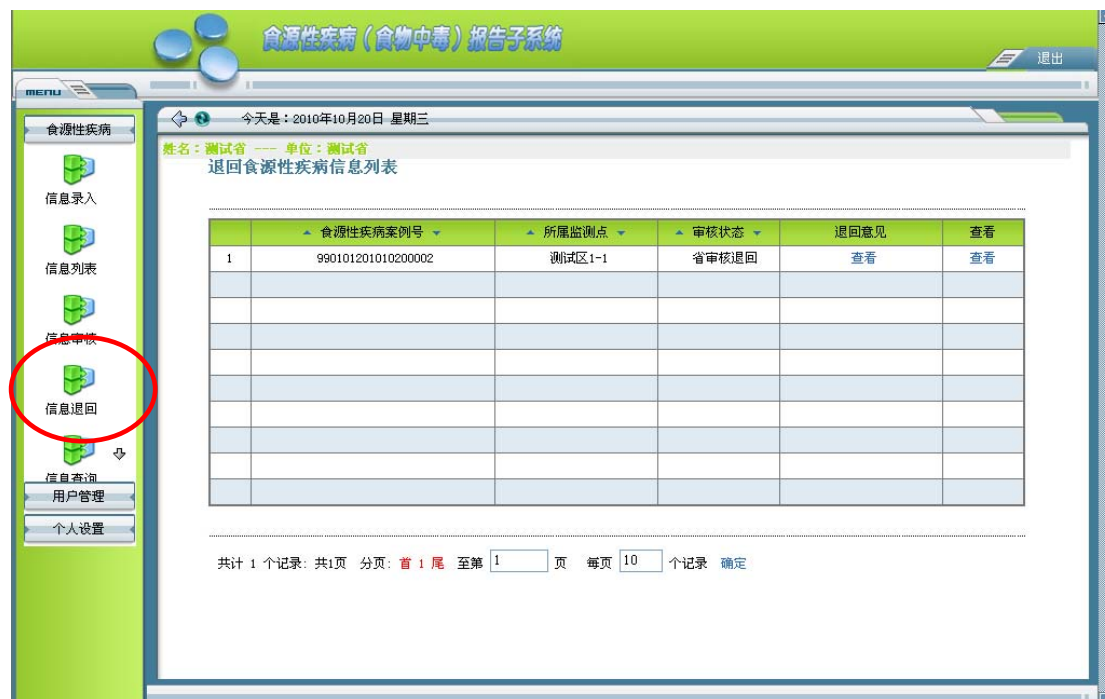 食源性疾病（食物中毒）报告子系统
退出
MENU
食源性疾病
信息录入
信息列表
信息审核
信息退回
信息查询
用户管理
个人设置
今天是：2010年10月20日 星期三
姓名：测试省 --- 单位：测试省
退回食源性疾病信息列表
食源性疾病案例号 所属监测点 审核状态 退回意见 查看
1 990101201010200002 测试区1-1 省审核退回 查看 查看
共计 1 个记录: 共1页 分页: 首 1 尾 至第 1 页 每页 10 个记录 确定